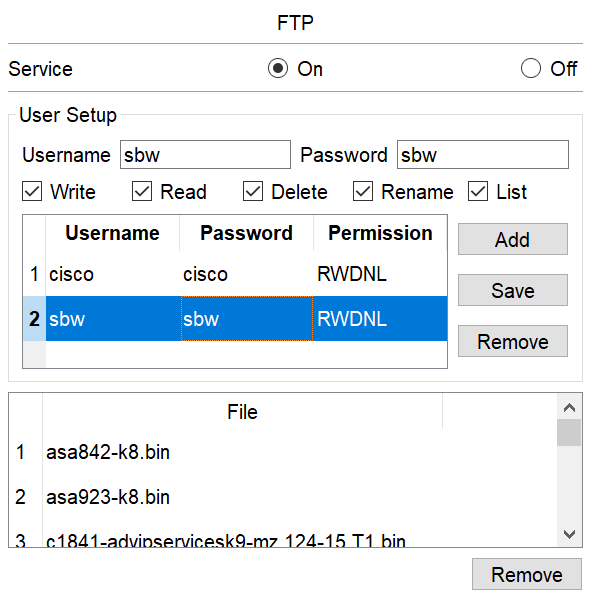 FTP
Service On Off
User Setup
Username sbw Password sbw
Write Read Delete Rename List
Username Password Permission
1 cisco cisco RWDNL
2 sbw sbw RWDNL
Add
Save
Remove
File
1 asa842-k8.bin
2 asa923-k8.bin
3 c1841-advipservicesk9-mz.124-15.T1.bin
Remove